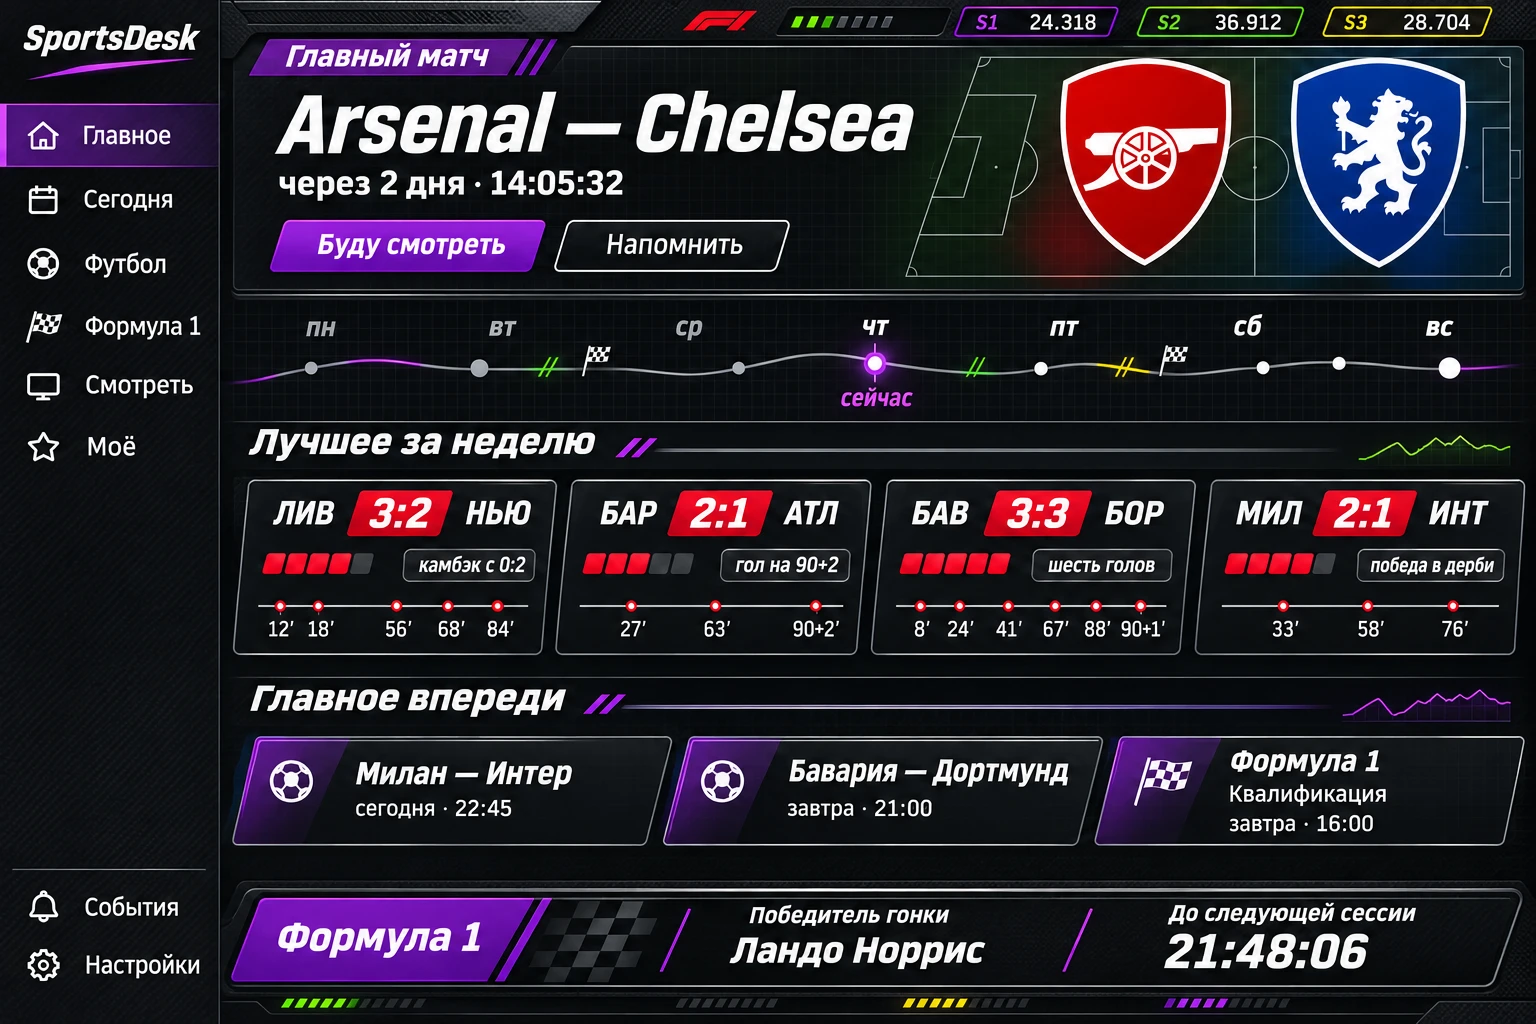 SportsDesk
Главное
Сегодня
Футбол
Формула 1
Смотреть
Моё
События
Настройки
F1
S1 24.318
S2 36.912
S3 28.704
Главный матч
Arsenal — Chelsea
через 2 дня · 14:05:32
Буду смотреть
Напомнить
пн вт ср чт пт сб вс
сейчас
Лучшее за неделю
ЛИВ 3:2 НЬЮ
камбэк с 0:2
12′ 18′ 56′ 68′ 84′
БАР 2:1 АТЛ
гол на 90+2
27′ 63′ 90+2′
БАВ 3:3 БОР
шесть голов
8′ 24′ 41′ 67′ 88′ 90+1′
МИЛ 2:1 ИНТ
победа в дерби
33′ 58′ 76′
Главное впереди
Милан — Интер
сегодня · 22:45
Бавария — Дортмунд
завтра · 21:00
Формула 1
Квалификация
завтра · 16:00
Формула 1
Победитель гонки
Ландо Норрис
До следующей сессии
21:48:06